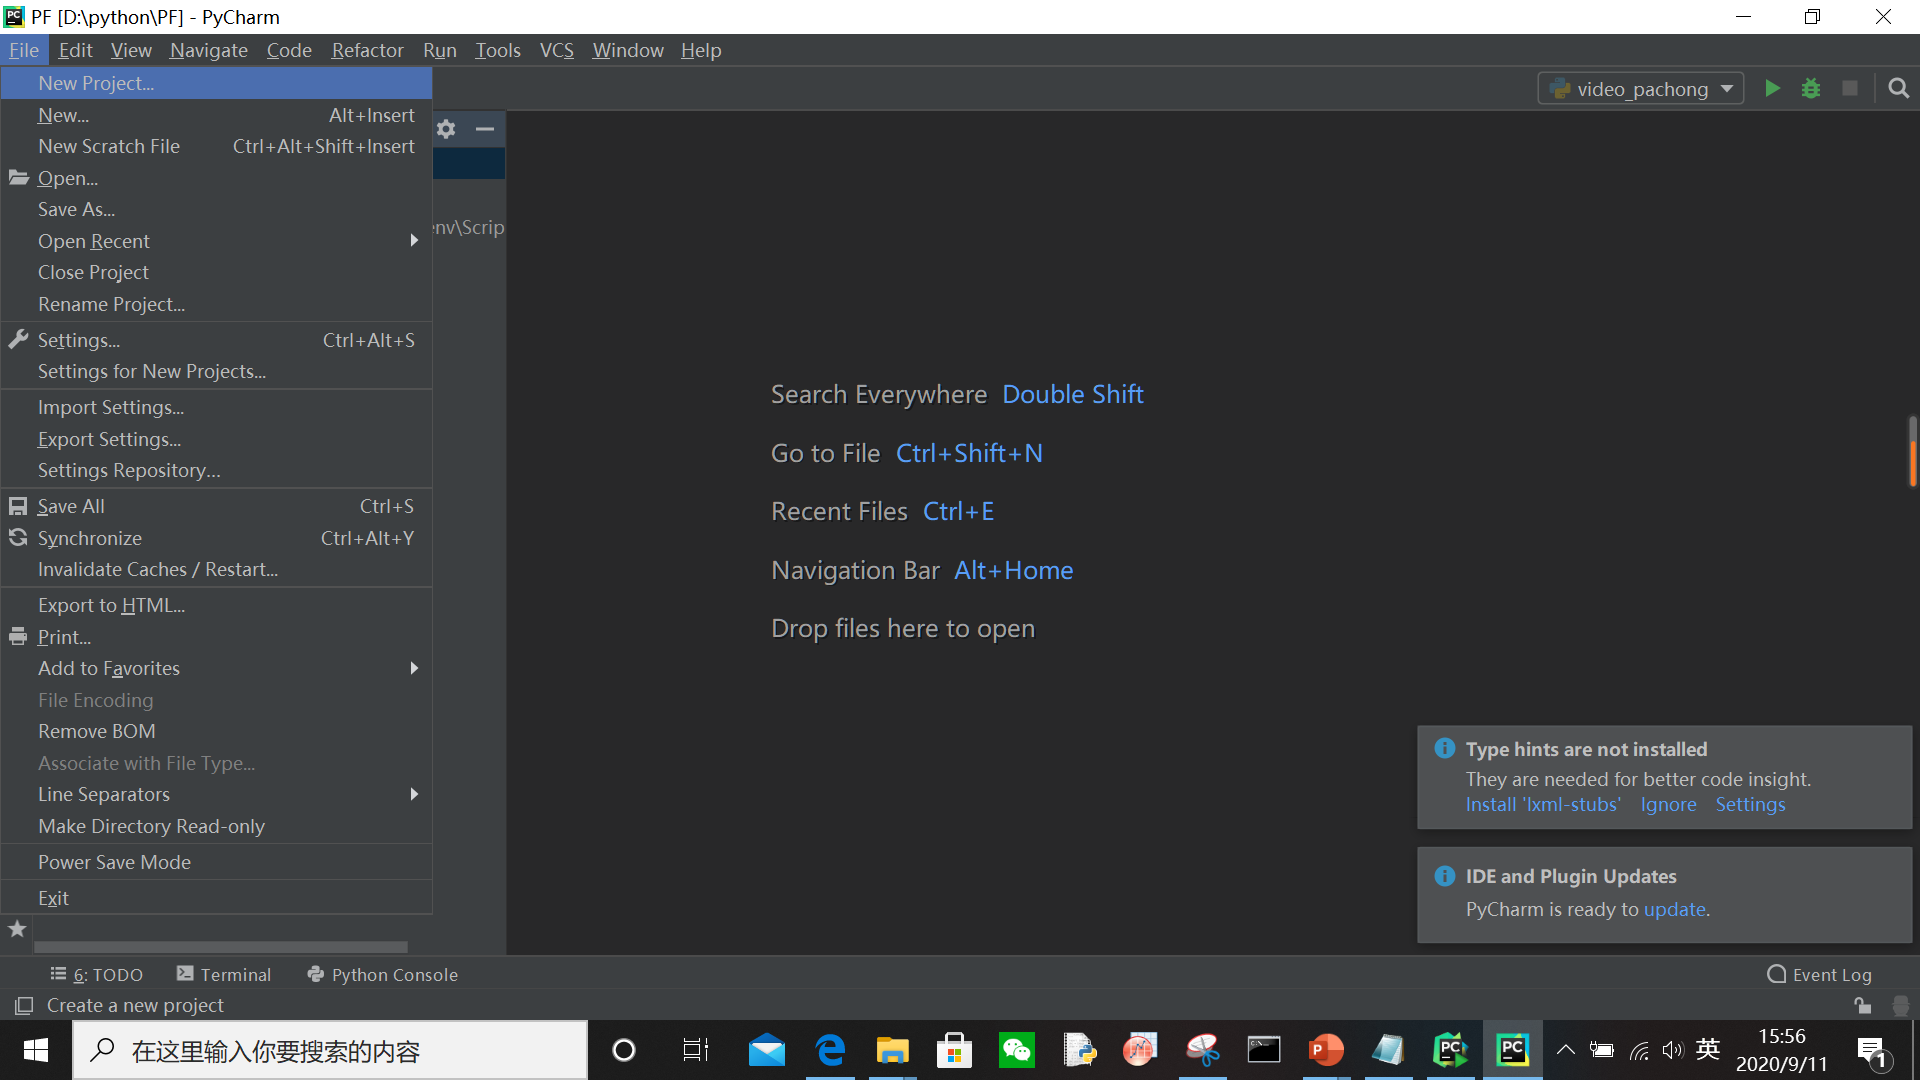 PF [D:\python\PF] - PyCharm
File Edit View Navigate Code Refactor Run Tools VCS Window Help
video_pachong
New Project...
New... Alt+Insert
New Scratch File Ctrl+Alt+Shift+Insert
Open...
Save As...
Open Recent
Close Project
Rename Project...
Settings... Ctrl+Alt+S
Settings for New Projects...
Import Settings...
Export Settings...
Settings Repository...
Save All Ctrl+S
Synchronize Ctrl+Alt+Y
Invalidate Caches / Restart...
Export to HTML...
Print...
Add to Favorites
File Encoding
Remove BOM
Associate with File Type...
Line Separators
Make Directory Read-only
Power Save Mode
Exit
env\Scrip
Search Everywhere Double Shift
Go to File Ctrl+Shift+N
Recent Files Ctrl+E
Navigation Bar Alt+Home
Drop files here to open
Type hints are not installed
They are needed for better code insight.
Install 'lxml-stubs' Ignore Settings
IDE and Plugin Updates
PyCharm is ready to update.
6: TODO Terminal Python Console Event Log
Create a new project
在这里输入你要搜索的内容
英
15:56
2020/9/11
1